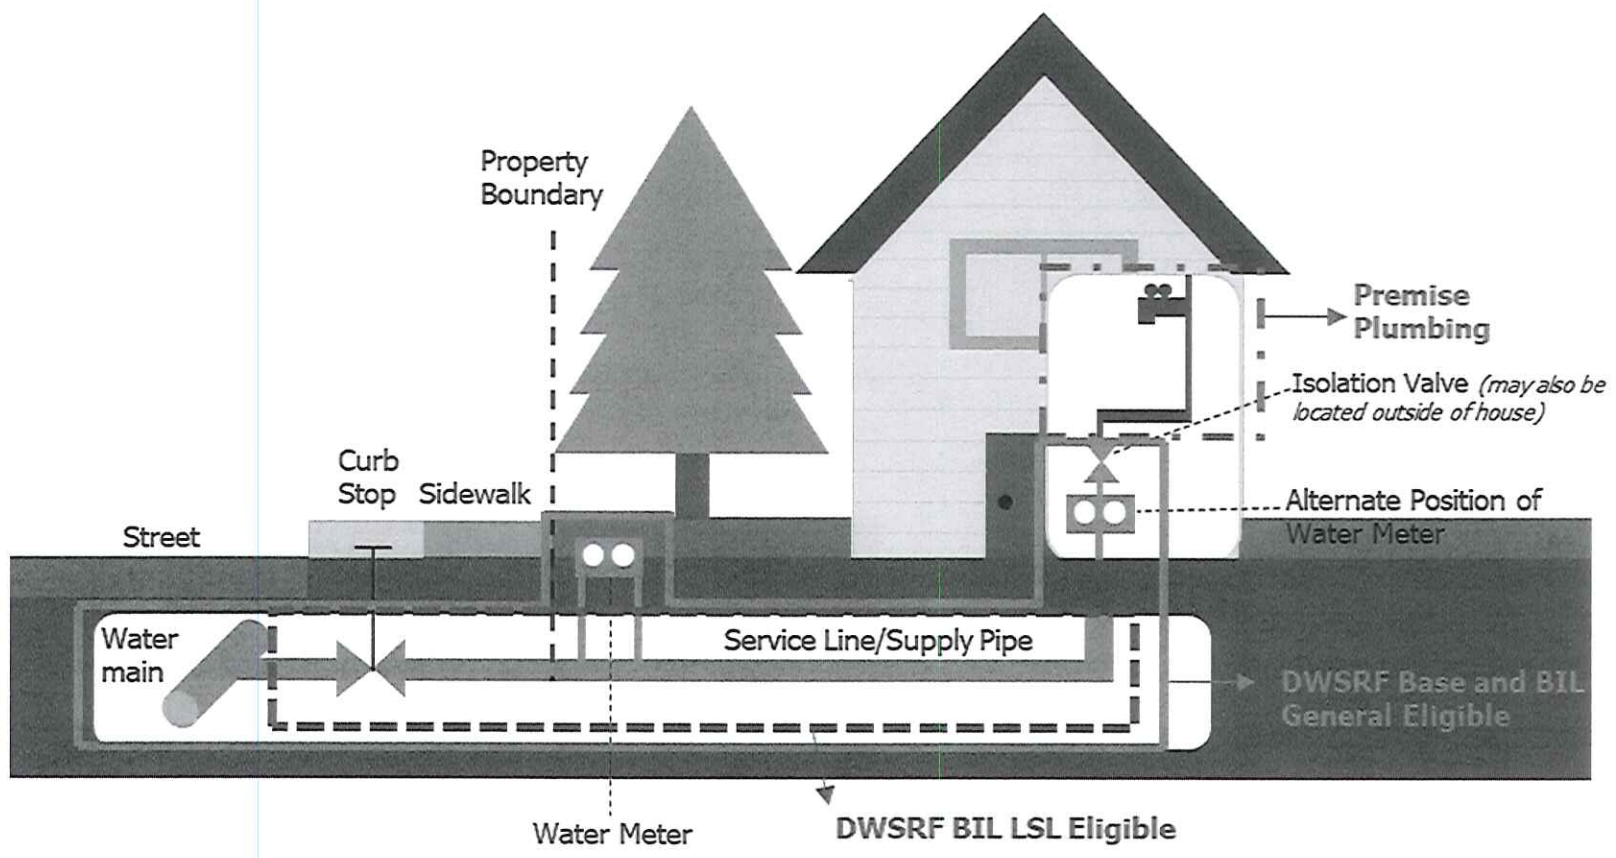 Property
Boundary
Premise
Plumbing
Isolation Valve (may also be
located outside of house)
Curb
Stop
Sidewalk
Alternate Position of
Water Meter
Street
Water
main
Service Line/Supply Pipe
DWSRF Base and BIL
General Eligible
Water Meter
DWSRF BIL LSL Eligible